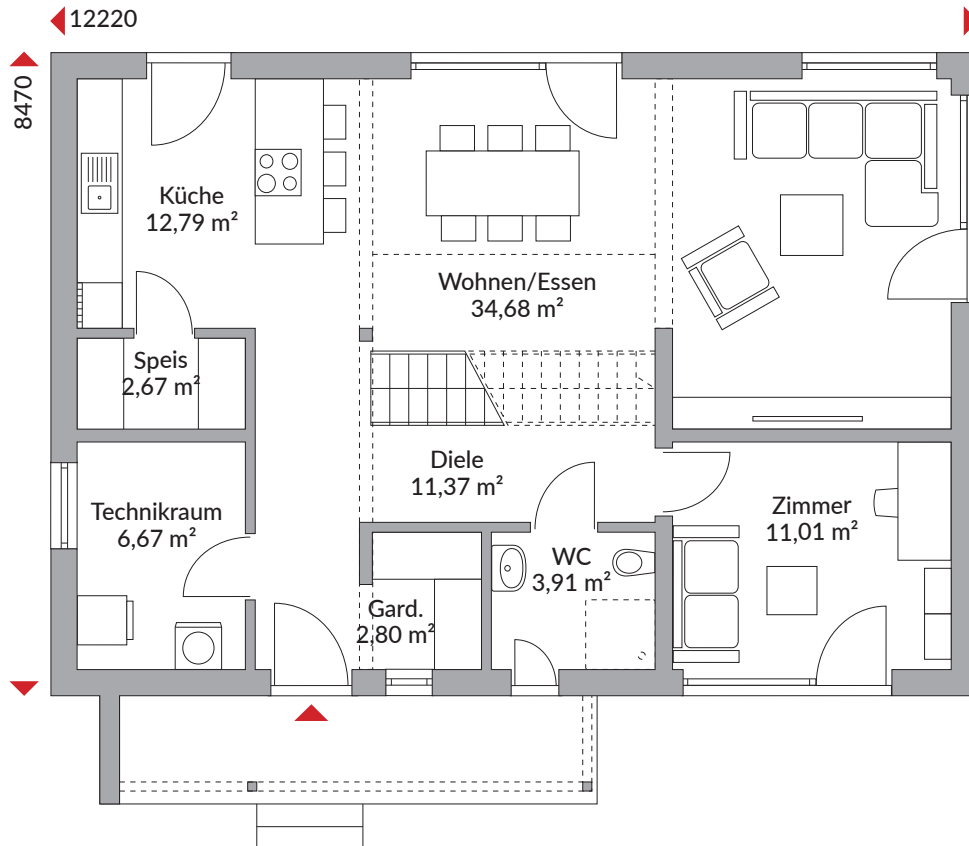 12220
8470
Küche
12,79 m²
Wohnen/Essen
34,68 m²
Speis
2,67 m²
Diele
11,37 m²
Technikraum
6,67 m²
Zimmer
11,01 m²
WC
3,91 m²
Gard.
2,80 m²